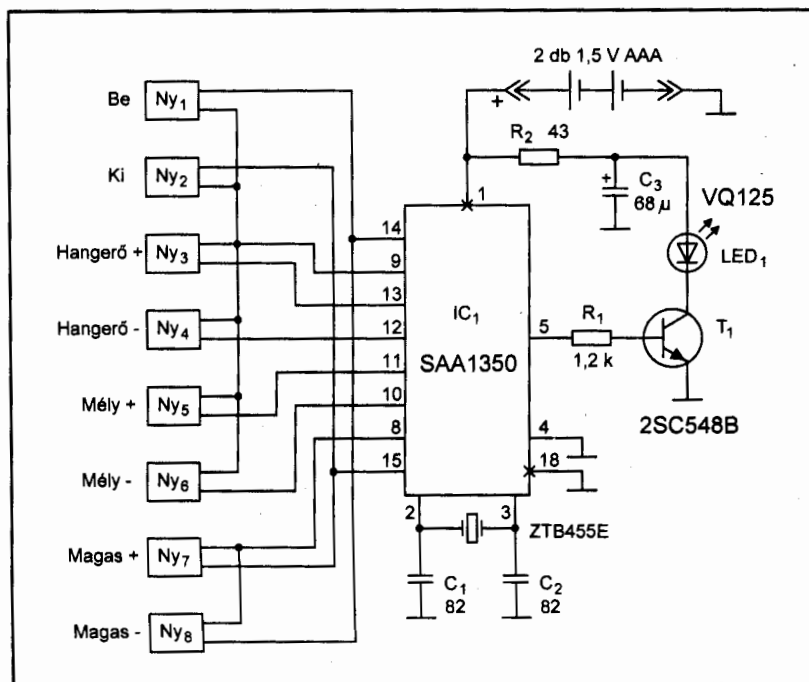 2 db 1,5 V AAA
+
Be Ny1
R2 43
+
C3
68 µ
VQ125
LED1
Ki Ny2
1
14
Hangerő + Ny3
9
13
IC1
SAA1350
5
R1
1,2 k
T1
2SC548B
Hangerő - Ny4
12
11
Mély + Ny5
10
8
4
18
Mély - Ny6
15
2
3
ZTB455E
Magas + Ny7
C1
82
C2
82
Magas - Ny8